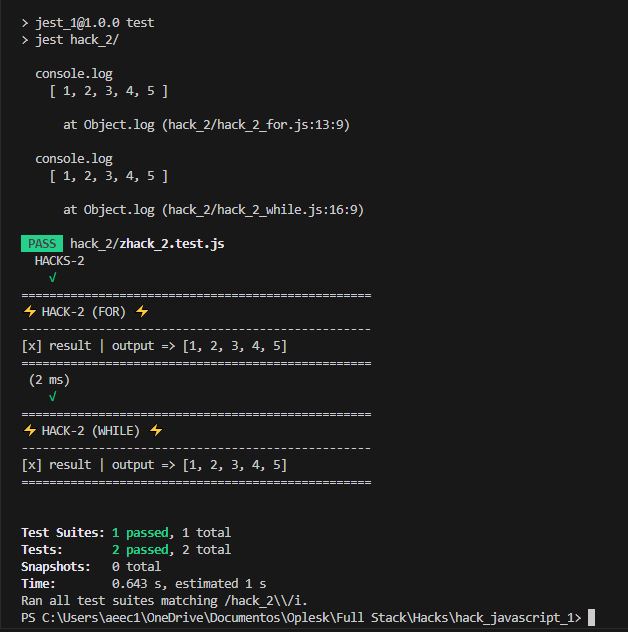 > jest_1@1.0.0 test
> jest hack_2/
console.log
[ 1, 2, 3, 4, 5 ]
at Object.log (hack_2/hack_2_for.js:13:9)
console.log
[ 1, 2, 3, 4, 5 ]
at Object.log (hack_2/hack_2_while.js:16:9)
PASS hack_2/zhack_2.test.js
HACKS-2
√
==================================================
⚡ HACK-2 (FOR) ⚡
--------------------------------------------------
[x] result | output => [1, 2, 3, 4, 5]
==================================================
(2 ms)
√
==================================================
⚡ HACK-2 (WHILE) ⚡
--------------------------------------------------
[x] result | output => [1, 2, 3, 4, 5]
==================================================
Test Suites: 1 passed, 1 total
Tests: 2 passed, 2 total
Snapshots: 0 total
Time: 0.643 s, estimated 1 s
Ran all test suites matching /hack_2\\/i.
PS C:\Users\aeec1\OneDrive\Documentos\Oplesk\Full Stack\Hacks\hack_javascript_1>